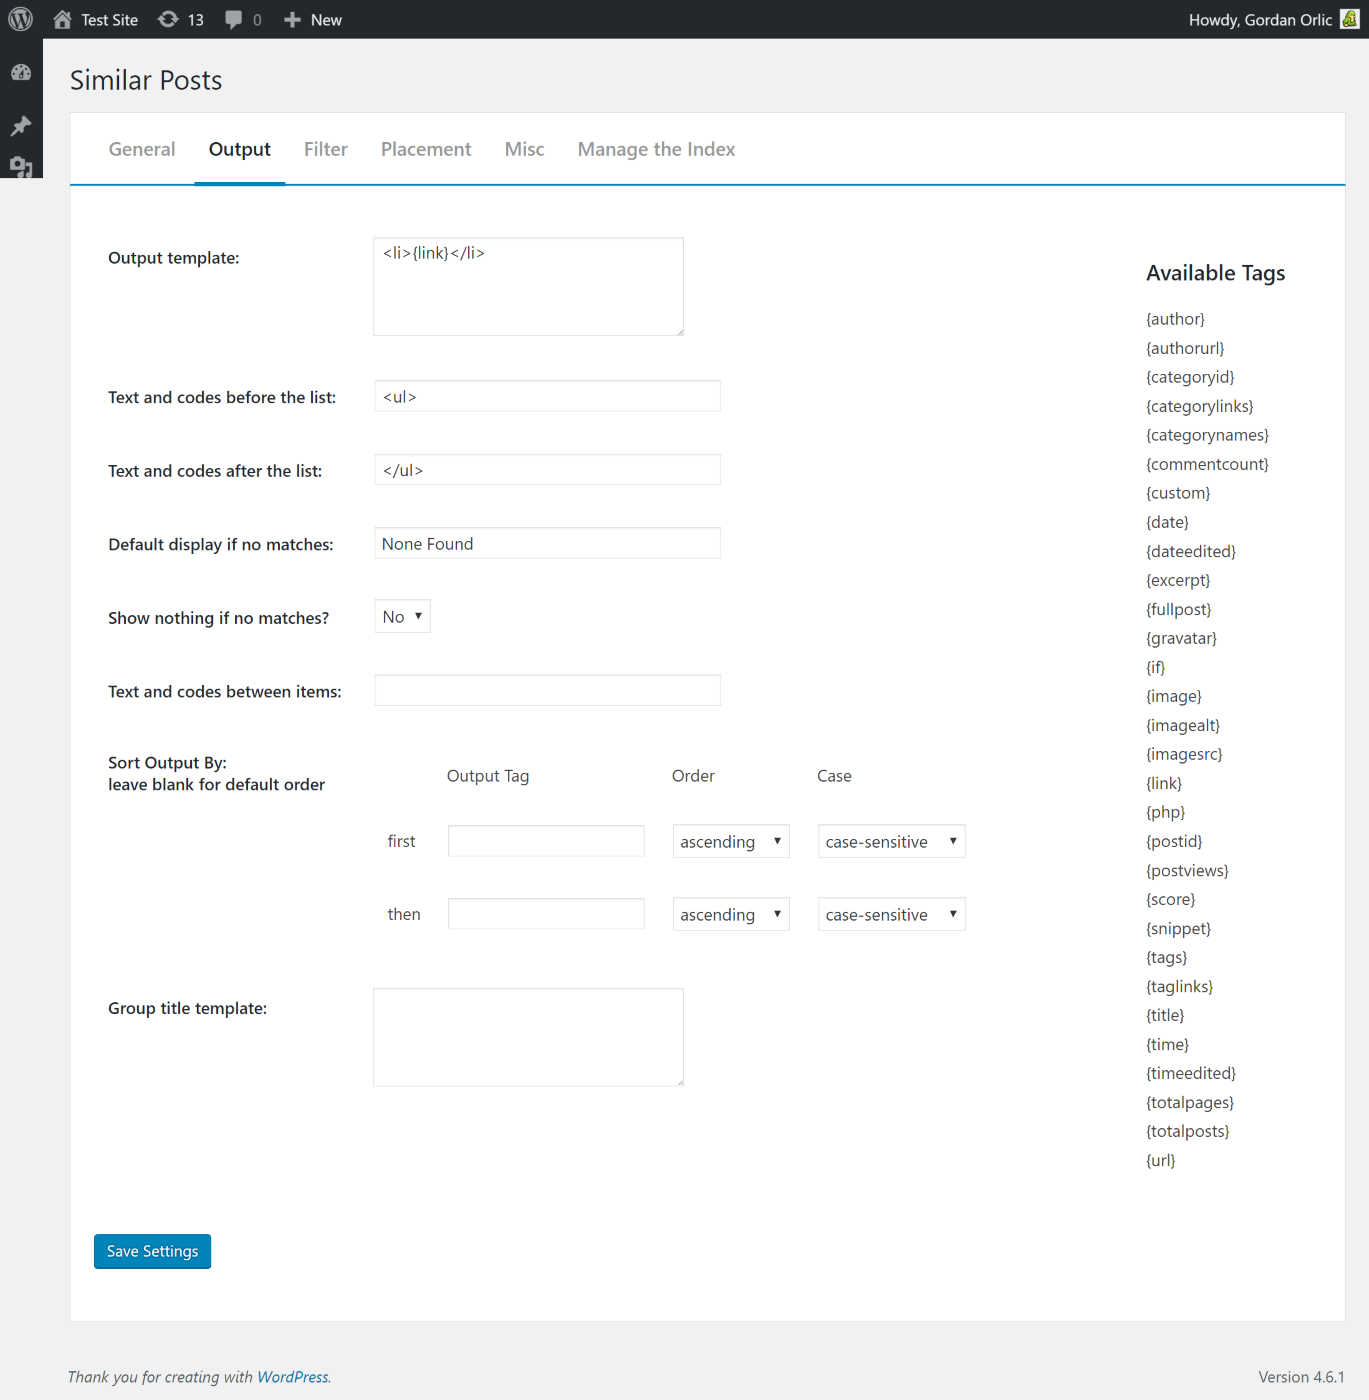 Test Site 13 0 New Howdy, Gordan Orlic
Similar Posts
General Output Filter Placement Misc Manage the Index
Output template:
<li>{link}</li>
Text and codes before the list:
<ul>
Text and codes after the list:
</ul>
Default display if no matches:
None Found
Show nothing if no matches?
No
Text and codes between items:
Sort Output By:
leave blank for default order
Output Tag Order Case
first ascending case-sensitive
then ascending case-sensitive
Group title template:
Available Tags
{author}
{authorurl}
{categoryid}
{categorylinks}
{categorynames}
{commentcount}
{custom}
{date}
{dateedited}
{excerpt}
{fullpost}
{gravatar}
{if}
{image}
{imagealt}
{imagesrc}
{link}
{php}
{postid}
{postviews}
{score}
{snippet}
{tags}
{taglinks}
{title}
{time}
{timeedited}
{totalpages}
{totalposts}
{url}
Save Settings
Thank you for creating with WordPress. Version 4.6.1